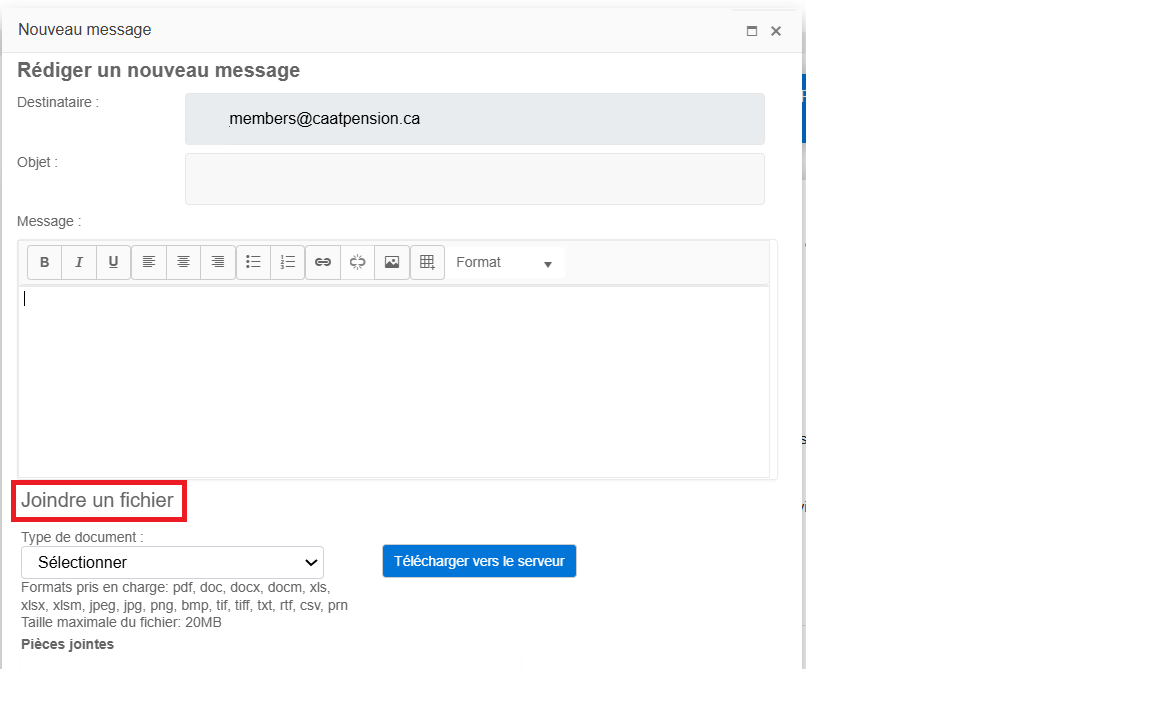 Nouveau message
Rédiger un nouveau message
Destinataire :
members@caatpension.ca
Objet :
Message :
B I U Format
Joindre un fichier
Type de document :
Sélectionner
Télécharger vers le serveur
Formats pris en charge: pdf, doc, docx, docm, xls,
xlsx, xlsm, jpeg, jpg, png, bmp, tif, tiff, txt, rtf, csv, prn
Taille maximale du fichier: 20MB
Pièces jointes